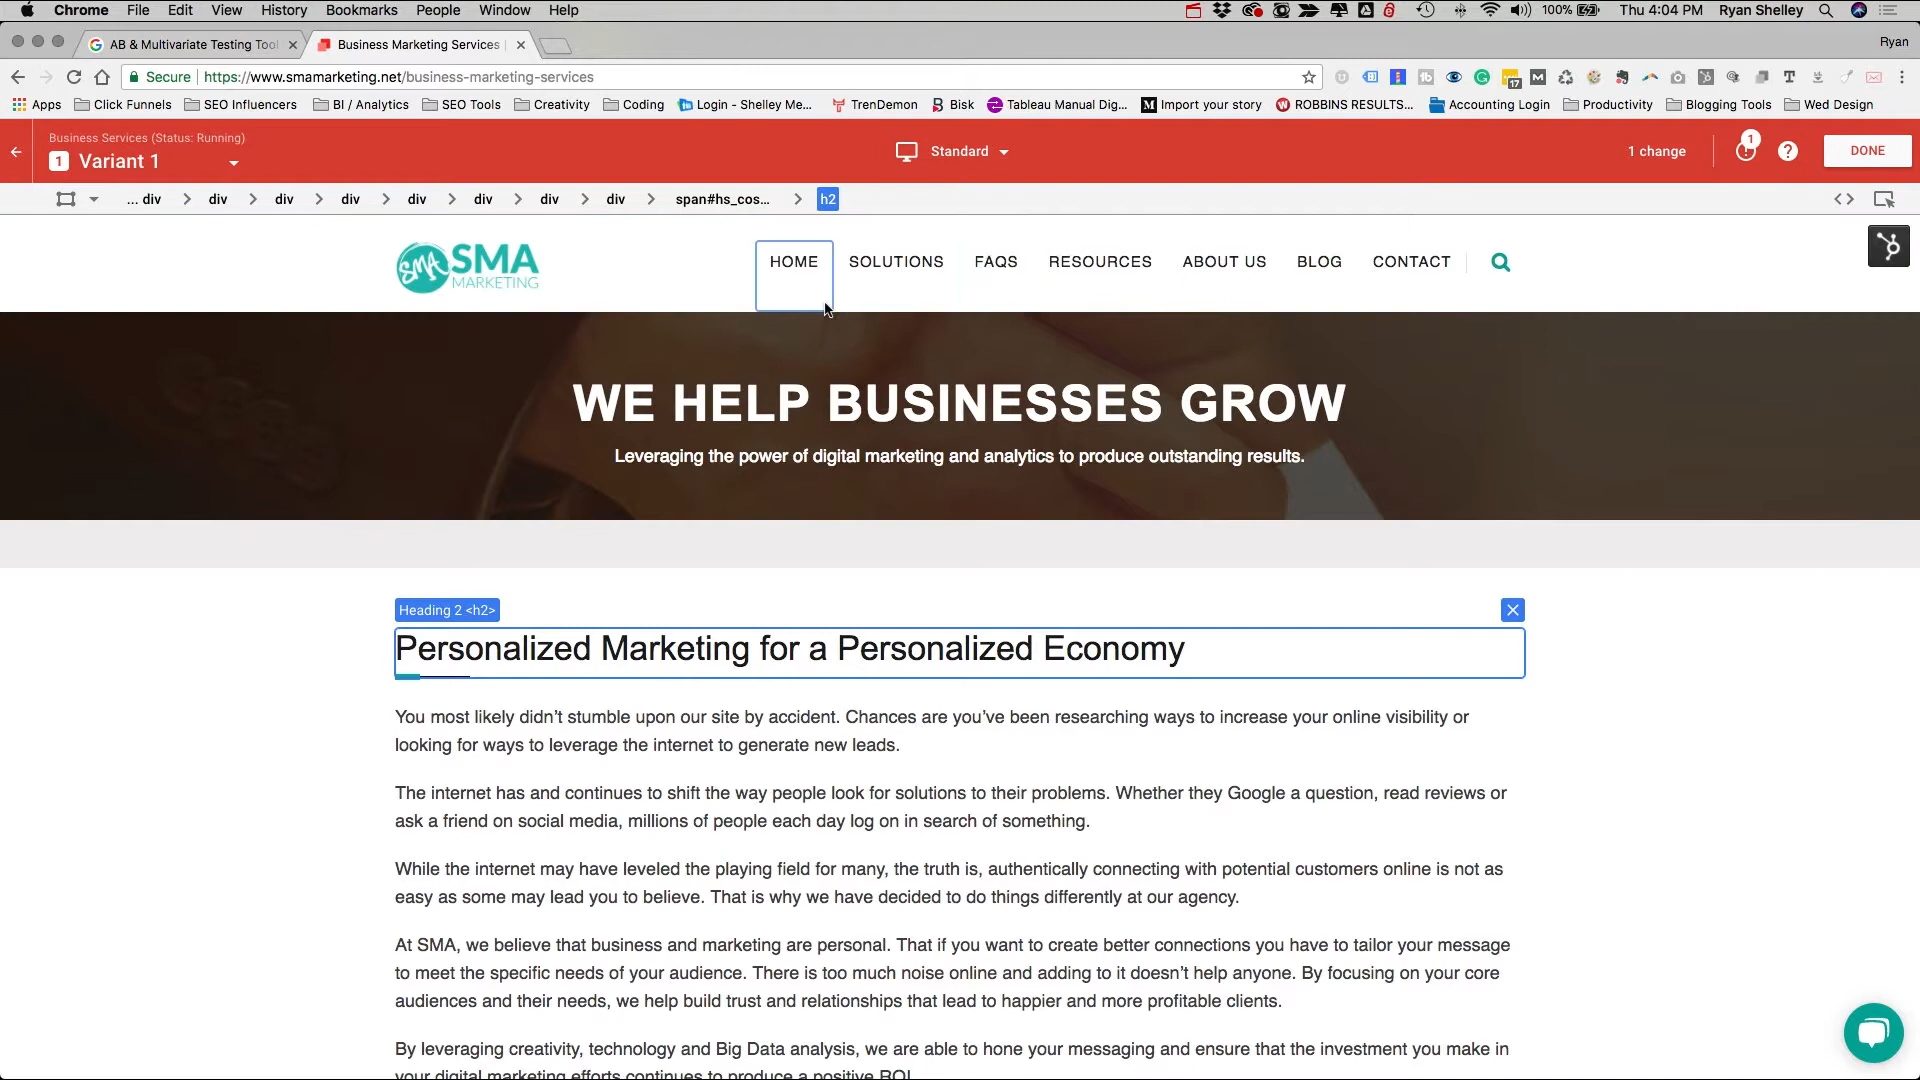 Chrome File Edit View History Bookmarks People Window Help 100% Thu 4:04 PM Ryan Shelley
AB & Multivariate Testing Tool Business Marketing Services Ryan
Secure https://www.smamarketing.net/business-marketing-services 17
Apps Click Funnels SEO Influencers BI / Analytics SEO Tools Creativity Coding Login - Shelley Me... TrenDemon Bisk Tableau Manual Dig... Import your story ROBBINS RESULTS... Accounting Login Productivity Blogging Tools Wed Design
Business Services (Status: Running)
1 Variant 1 Standard 1 change 1 DONE
... div div div div div div div div span#hs_cos... h2
SMA SMA MARKETING
HOME SOLUTIONS FAQS RESOURCES ABOUT US BLOG CONTACT
WE HELP BUSINESSES GROW
Leveraging the power of digital marketing and analytics to produce outstanding results.
Heading 2 <h2>
Personalized Marketing for a Personalized Economy
You most likely didn’t stumble upon our site by accident. Chances are you’ve been researching ways to increase your online visibility or
looking for ways to leverage the internet to generate new leads.
The internet has and continues to shift the way people look for solutions to their problems. Whether they Google a question, read reviews or
ask a friend on social media, millions of people each day log on in search of something.
While the internet may have leveled the playing field for many, the truth is, authentically connecting with potential customers online is not as
easy as some may lead you to believe. That is why we have decided to do things differently at our agency.
At SMA, we believe that business and marketing are personal. That if you want to create better connections you have to tailor your message
to meet the specific needs of your audience. There is too much noise online and adding to it doesn’t help anyone. By focusing on your core
audiences and their needs, we help build trust and relationships that lead to happier and more profitable clients.
By leveraging creativity, technology and Big Data analysis, we are able to hone your messaging and ensure that the investment you make in
your digital marketing efforts continues to produce a positive ROI.